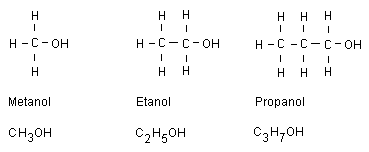 H H H H H H
H – C – OH H – C – C – OH H – C – C – C – OH
H H H H H H
Metanol Etanol Propanol
CH3OH C2H5OH C3H7OH